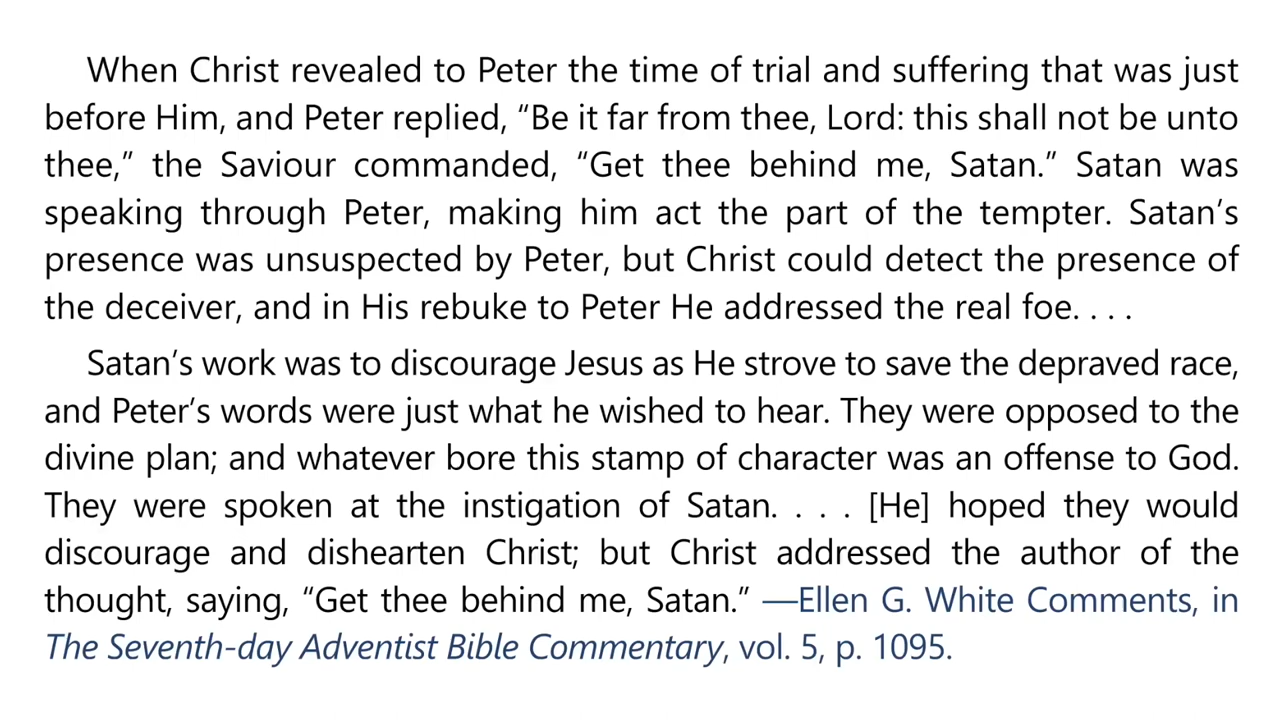 When Christ revealed to Peter the time of trial and suffering that was just
before Him, and Peter replied, “Be it far from thee, Lord: this shall not be unto
thee,” the Saviour commanded, “Get thee behind me, Satan.” Satan was
speaking through Peter, making him act the part of the tempter. Satan’s
presence was unsuspected by Peter, but Christ could detect the presence of
the deceiver, and in His rebuke to Peter He addressed the real foe. . . .
Satan’s work was to discourage Jesus as He strove to save the depraved race,
and Peter’s words were just what he wished to hear. They were opposed to the
divine plan; and whatever bore this stamp of character was an offense to God.
They were spoken at the instigation of Satan. . . . [He] hoped they would
discourage and dishearten Christ; but Christ addressed the author of the
thought, saying, “Get thee behind me, Satan.” —Ellen G. White Comments, in
The Seventh-day Adventist Bible Commentary, vol. 5, p. 1095.